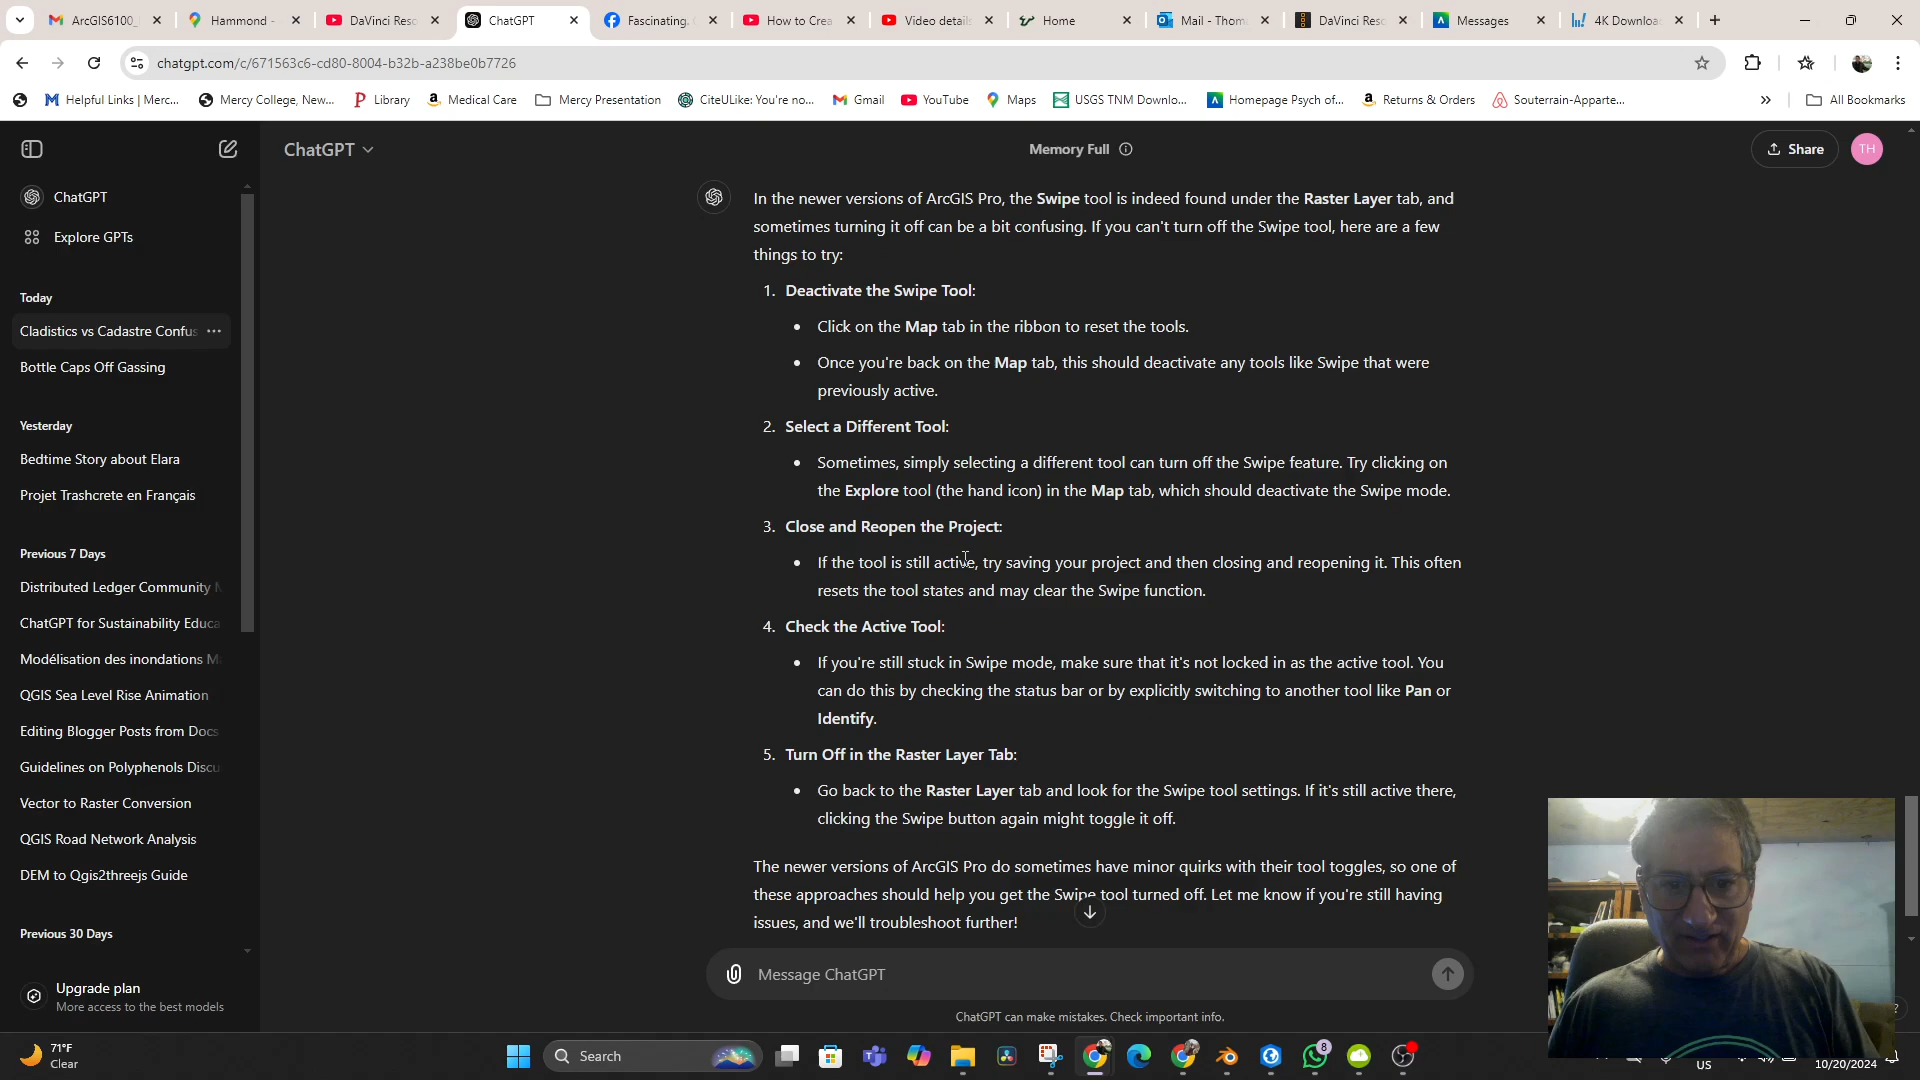 ArcGIS6100_
Hammond -
DaVinci Reso
ChatGPT
Fascinating.
How to Crea
Video details
Home
Mail - Thom
DaVinci Reso
Messages
4K Downloa
chatgpt.com/c/671563c6-cd80-8004-b32b-a238be0b7726
Helpful Links | Merc...
Mercy College, New...
Library
Medical Care
Mercy Presentation
CiteULike: You're no...
Gmail
YouTube
Maps
USGS TNM Downlo...
Homepage Psych of...
Returns & Orders
Souterrain-Apparte...
All Bookmarks
ChatGPT
Memory Full
Share
TH
ChatGPT
Explore GPTs
Today
Cladistics vs Cadastre Confus
Bottle Caps Off Gassing
Yesterday
Bedtime Story about Elara
Projet Trashcrete en Français
Previous 7 Days
Distributed Ledger Community
ChatGPT for Sustainability Educa
Modélisation des inondations
QGIS Sea Level Rise Animation
Editing Blogger Posts from Docs
Guidelines on Polyphenols Discu
Vector to Raster Conversion
QGIS Road Network Analysis
DEM to Qgis2threejs Guide
Previous 30 Days
Upgrade plan
More access to the best models
In the newer versions of ArcGIS Pro, the Swipe tool is indeed found under the Raster Layer tab, and
sometimes turning it off can be a bit confusing. If you can't turn off the Swipe tool, here are a few
things to try:
1. Deactivate the Swipe Tool:
• Click on the Map tab in the ribbon to reset the tools.
• Once you're back on the Map tab, this should deactivate any tools like Swipe that were
previously active.
2. Select a Different Tool:
• Sometimes, simply selecting a different tool can turn off the Swipe feature. Try clicking on
the Explore tool (the hand icon) in the Map tab, which should deactivate the Swipe mode.
3. Close and Reopen the Project:
• If the tool is still active, try saving your project and then closing and reopening it. This often
resets the tool states and may clear the Swipe function.
4. Check the Active Tool:
• If you're still stuck in Swipe mode, make sure that it's not locked in as the active tool. You
can do this by checking the status bar or by explicitly switching to another tool like Pan or
Identify.
5. Turn Off in the Raster Layer Tab:
• Go back to the Raster Layer tab and look for the Swipe tool settings. If it's still active there,
clicking the Swipe button again might toggle it off.
The newer versions of ArcGIS Pro do sometimes have minor quirks with their tool toggles, so one of
these approaches should help you get the Swipe tool turned off. Let me know if you're still having
issues, and we'll troubleshoot further!
Message ChatGPT
ChatGPT can make mistakes. Check important info.
71°F
Clear
Search
8
US
10/20/2024